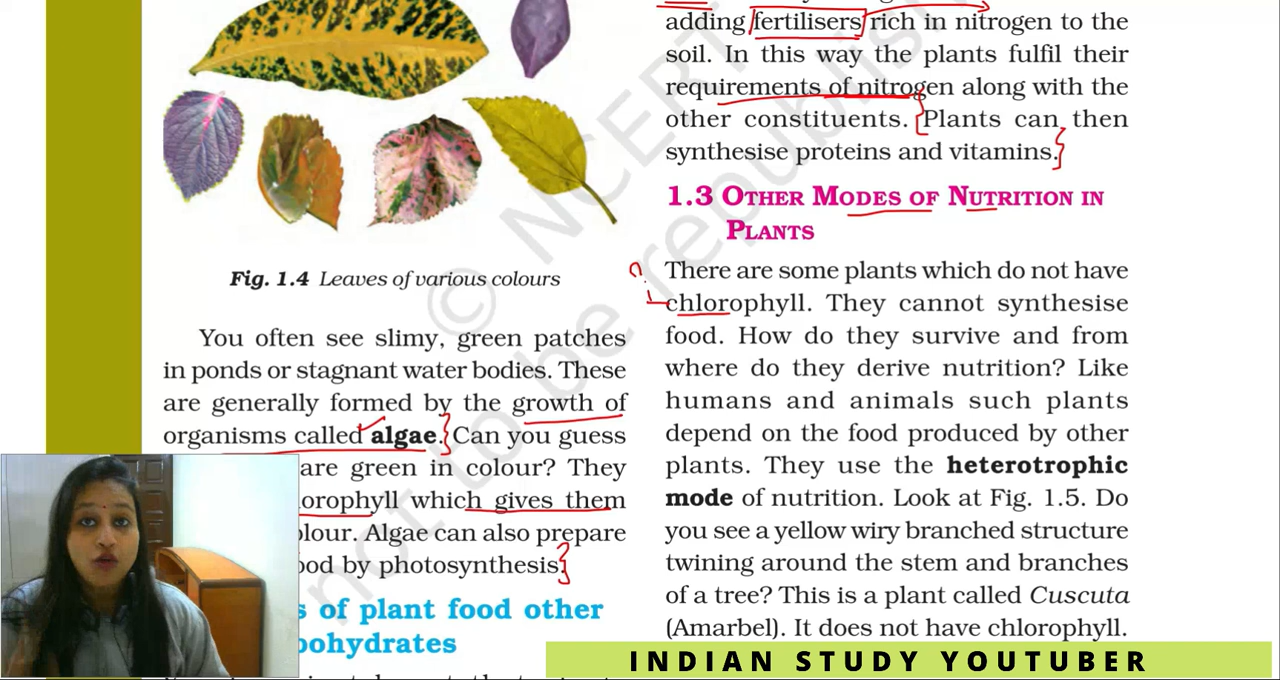 Fig. 1.4 Leaves of various colours
You often see slimy, green patches
in ponds or stagnant water bodies. These
are generally formed by the growth of
organisms called algae. Can you guess
are green in colour? They
orophyll which gives them
lour. Algae can also prepare
ood by photosynthesis.
s of plant food other
bohydrates
adding fertilisers rich in nitrogen to the
soil. In this way the plants fulfil their
requirements of nitrogen along with the
other constituents. Plants can then
synthesise proteins and vitamins.
1.3 OTHER MODES OF NUTRITION IN
PLANTS
There are some plants which do not have
chlorophyll. They cannot synthesise
food. How do they survive and from
where do they derive nutrition? Like
humans and animals such plants
depend on the food produced by other
plants. They use the heterotrophic
mode of nutrition. Look at Fig. 1.5. Do
you see a yellow wiry branched structure
twining around the stem and branches
of a tree? This is a plant called Cuscuta
(Amarbel). It does not have chlorophyll.
© NCERT
not to be republish
INDIAN STUDY YOUTUBER